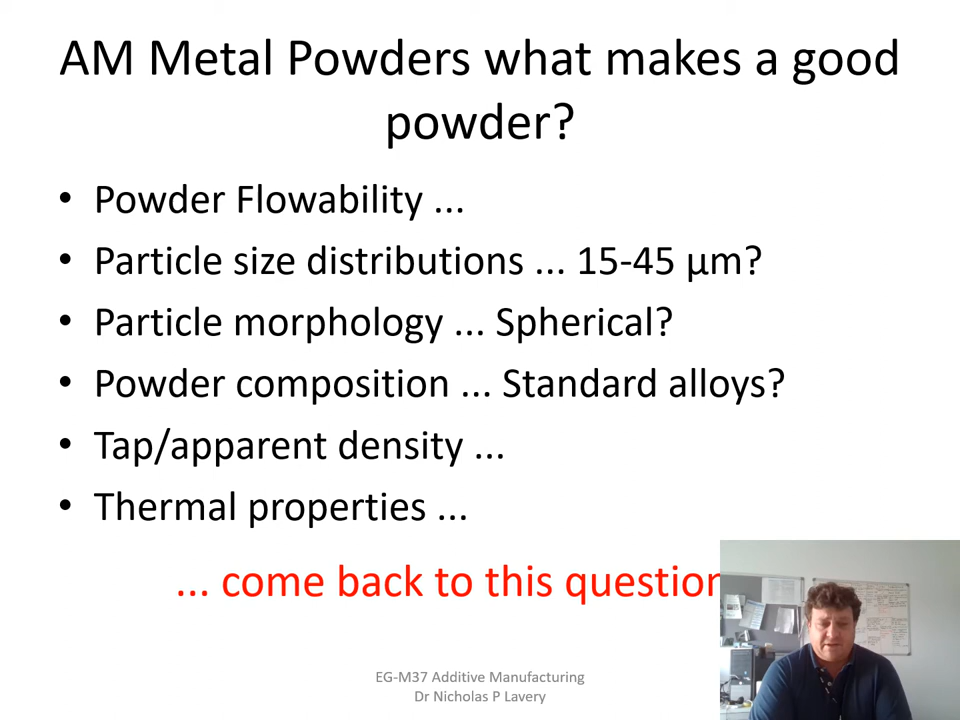 AM Metal Powders what makes a good
powder?
• Powder Flowability ...
• Particle size distributions ... 15-45 µm?
• Particle morphology ... Spherical?
• Powder composition ... Standard alloys?
• Tap/apparent density ...
• Thermal properties ...
... come back to this question
EG-M37 Additive Manufacturing
Dr Nicholas P Lavery